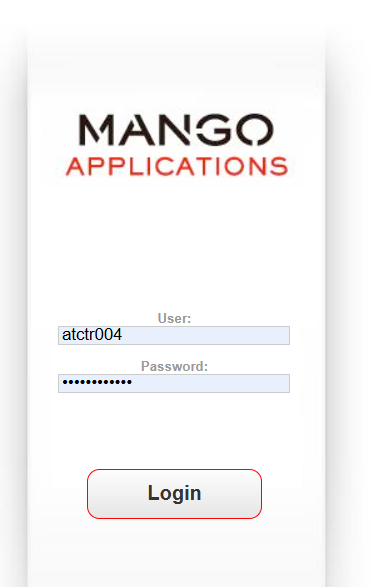 MANGO
APPLICATIONS
User:
atctr004
Password:
••••••••••••
Login